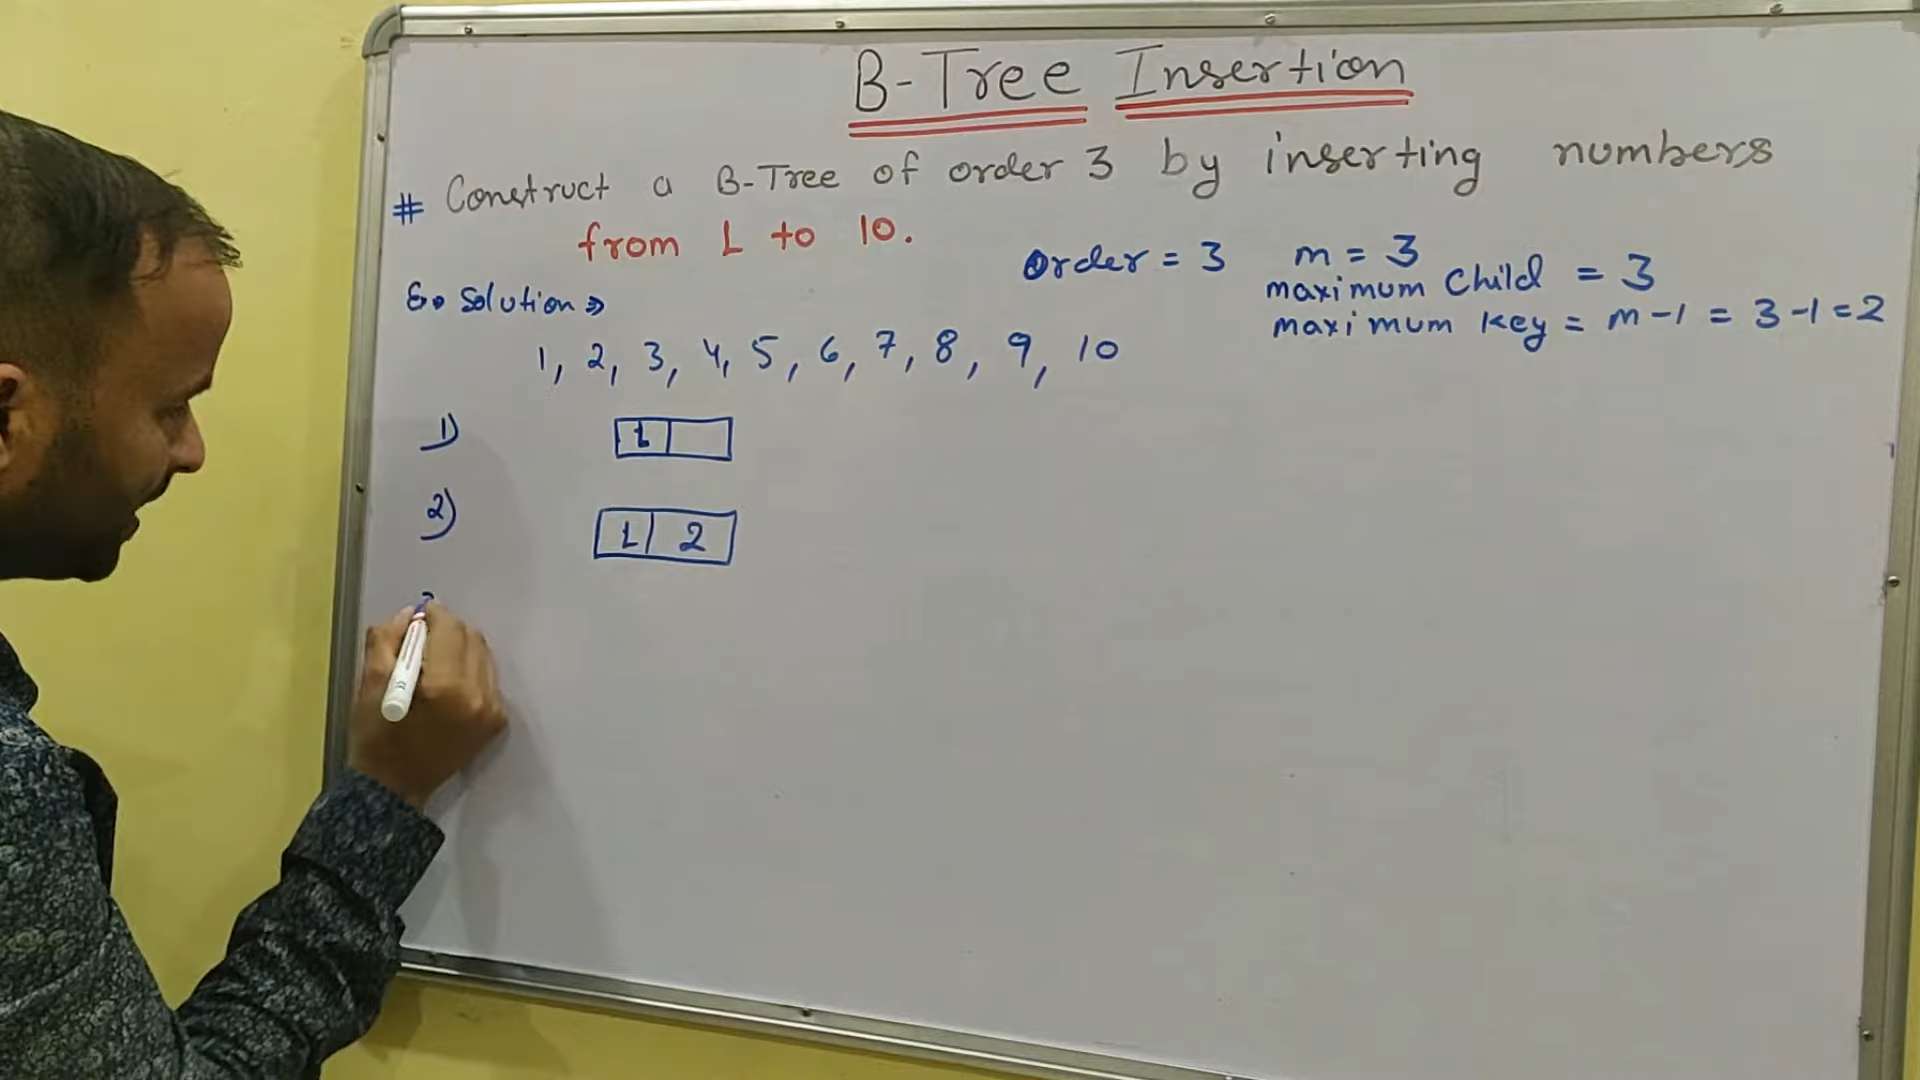 B-Tree Insertion
# Construct a B-Tree of order 3 by inserting numbers
from 1 to 10.
Order = 3 m = 3
maximum Child = 3
maximum key = m-1 = 3-1=2
Solution ⇒
1, 2, 3, 4, 5, 6, 7, 8, 9, 10
1) 1
2) 1 2